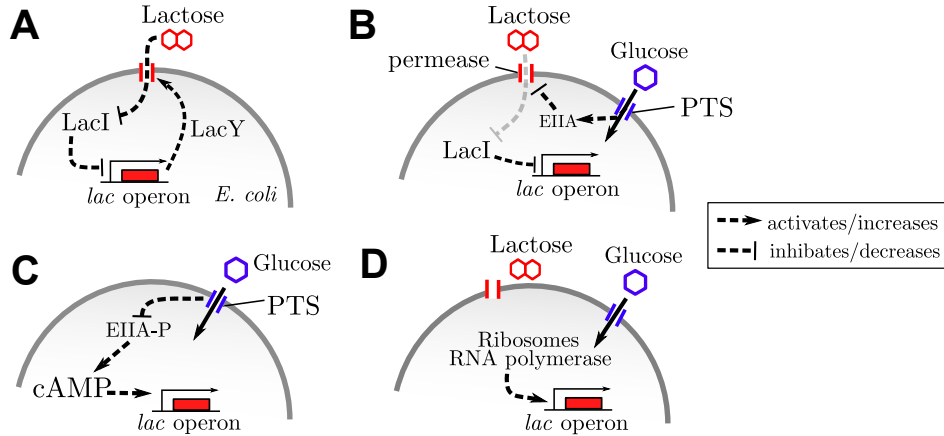 A
Lactose
LacI
LacY
lac operon
E. coli
B
Lactose
Glucose
permease
PTS
EIIA
LacI
lac operon
activates/increases
inhibates/decreases
C
Glucose
PTS
EIIA-P
cAMP
lac operon
D
Lactose
Glucose
Ribosomes
RNA polymerase
lac operon